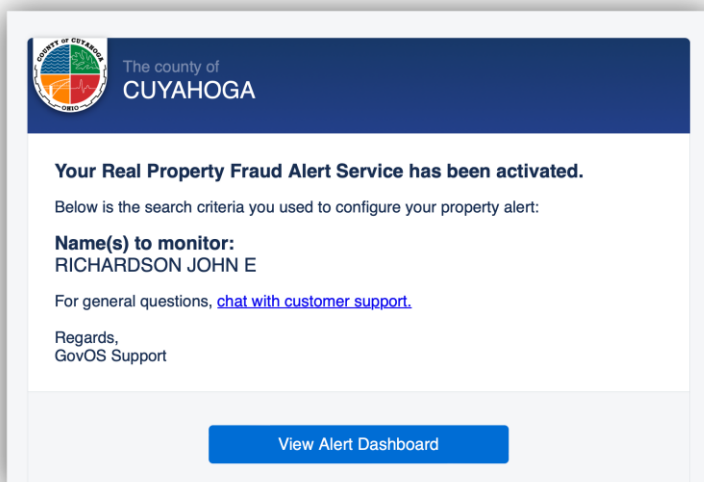 COUNTY OF CUYAHOGA
OHIO
The county of
CUYAHOGA
Your Real Property Fraud Alert Service has been activated.
Below is the search criteria you used to configure your property alert:
Name(s) to monitor:
RICHARDSON JOHN E
For general questions, chat with customer support.
Regards,
GovOS Support
View Alert Dashboard